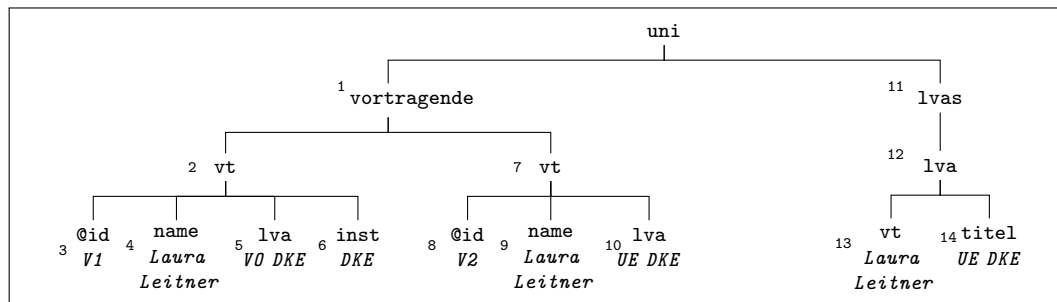 uni
1 vortragende 11 lvas
2 vt 7 vt 12 lva
3 @id 4 name 5 lva 6 inst 8 @id 9 name 10 lva 13 vt 14 titel
V1 Laura VO DKE DKE V2 Laura UE DKE Laura UE DKE
Leitner Leitner Leitner